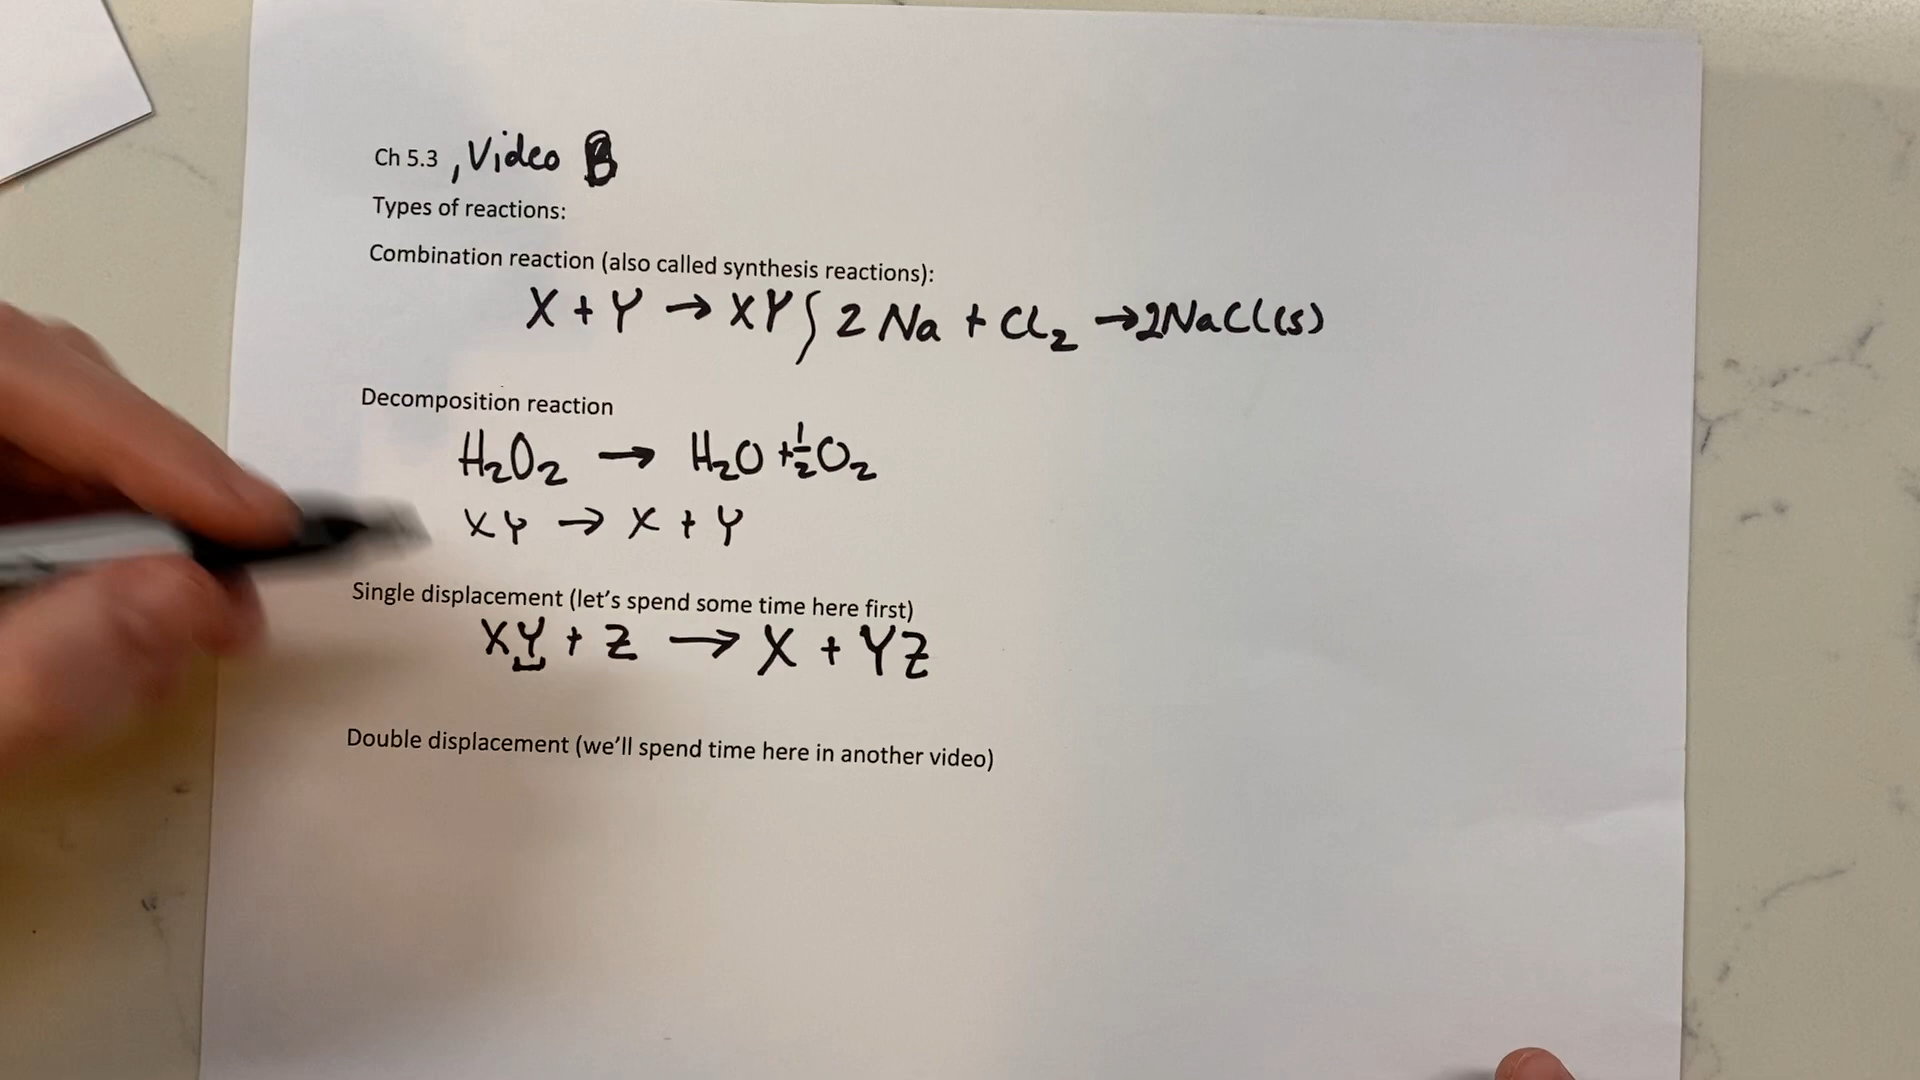 Ch 5.3, Video B
Types of reactions:
Combination reaction (also called synthesis reactions):
X + Y → XY ∫ 2 Na + Cl₂ → 2NaCl(s)
Decomposition reaction
H₂O₂ → H₂O + ½O₂
XY → X + Y
Single displacement (let's spend some time here first)
XY + Z → X + YZ
Double displacement (we'll spend time here in another video)